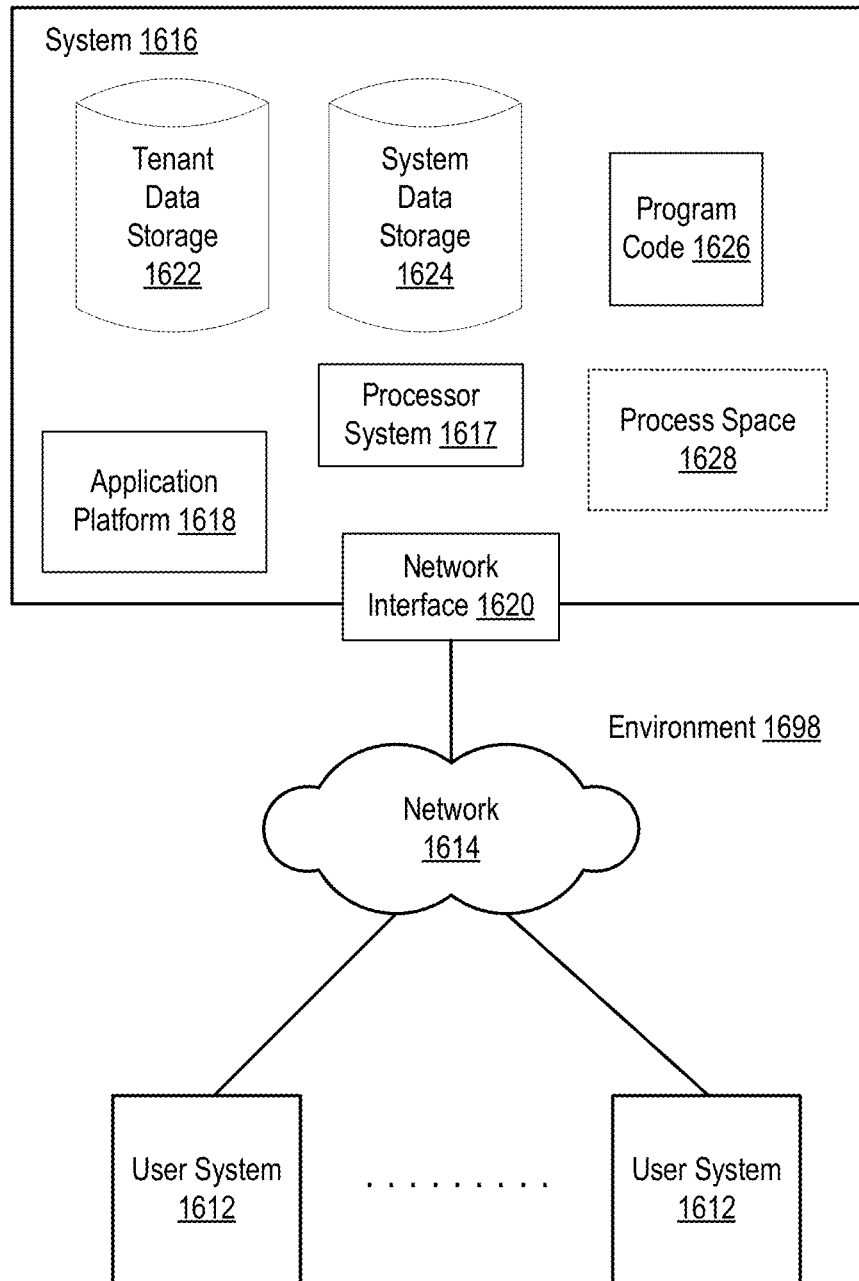 System 1616
Tenant
Data
Storage
1622
System
Data
Storage
1624
Program
Code 1626
Processor
System 1617
Process Space
1628
Application
Platform 1618
Network
Interface 1620
Environment 1698
Network
1614
User System
1612
. . . . . . . . .
User System
1612